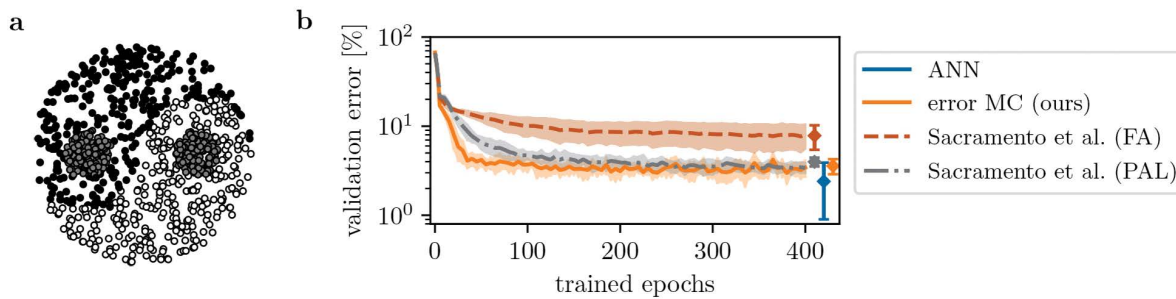 a
b
validation error [%]
10²
10¹
10⁰
0
100
200
300
400
trained epochs
ANN
error MC (ours)
Sacramento et al. (FA)
Sacramento et al. (PAL)